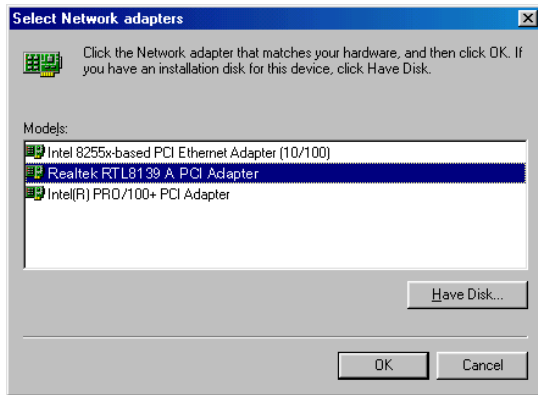 Select Network adapters
Click the Network adapter that matches your hardware, and then click OK. If
you have an installation disk for this device, click Have Disk.
Models:
Intel 8255x-based PCI Ethernet Adapter (10/100)
Realtek RTL8139 A PCI Adapter
Intel(R) PRO/100+ PCI Adapter
Have Disk...
OK
Cancel